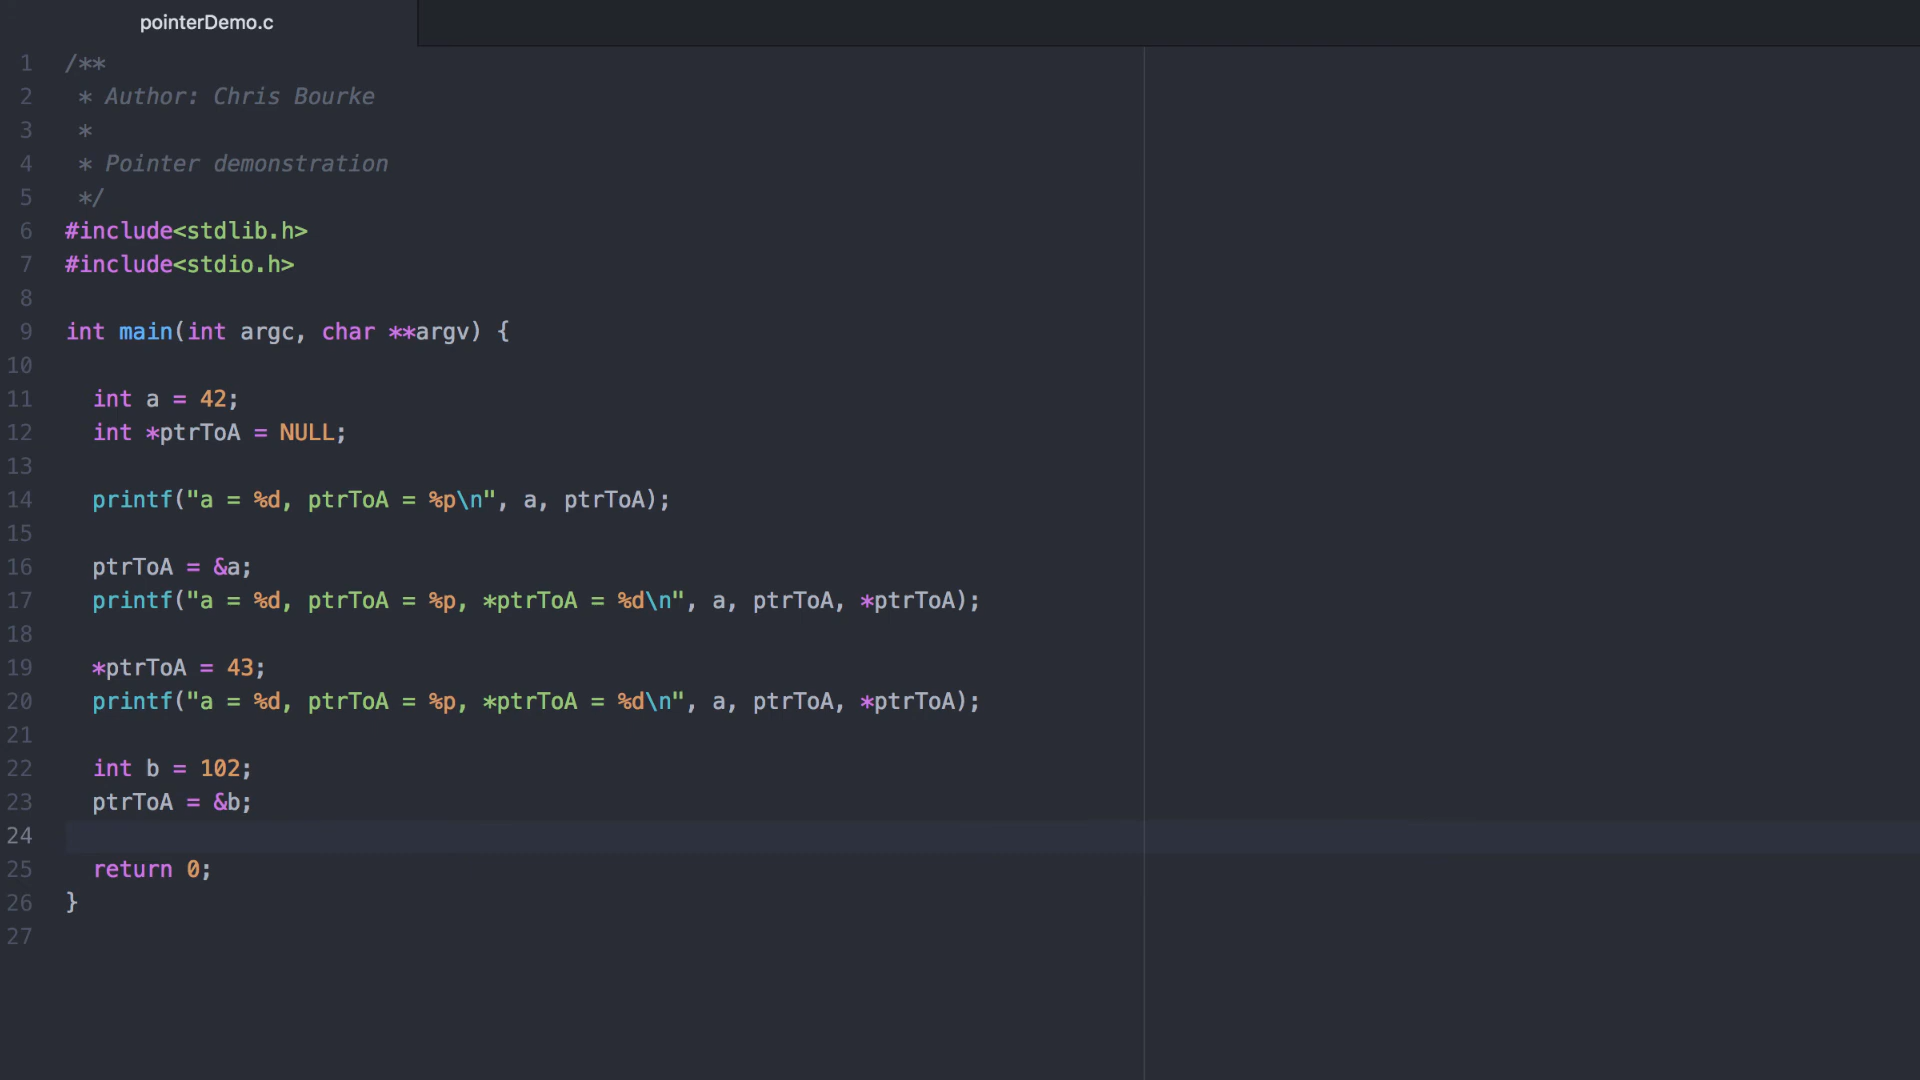 pointerDemo.c
1 /**
2  * Author: Chris Bourke
3  *
4  * Pointer demonstration
5  */
6 #include<stdlib.h>
7 #include<stdio.h>
8
9 int main(int argc, char **argv) {
10
11   int a = 42;
12   int *ptrToA = NULL;
13
14   printf("a = %d, ptrToA = %p\n", a, ptrToA);
15
16   ptrToA = &a;
17   printf("a = %d, ptrToA = %p, *ptrToA = %d\n", a, ptrToA, *ptrToA);
18
19   *ptrToA = 43;
20   printf("a = %d, ptrToA = %p, *ptrToA = %d\n", a, ptrToA, *ptrToA);
21
22   int b = 102;
23   ptrToA = &b;
24
25   return 0;
26 }
27